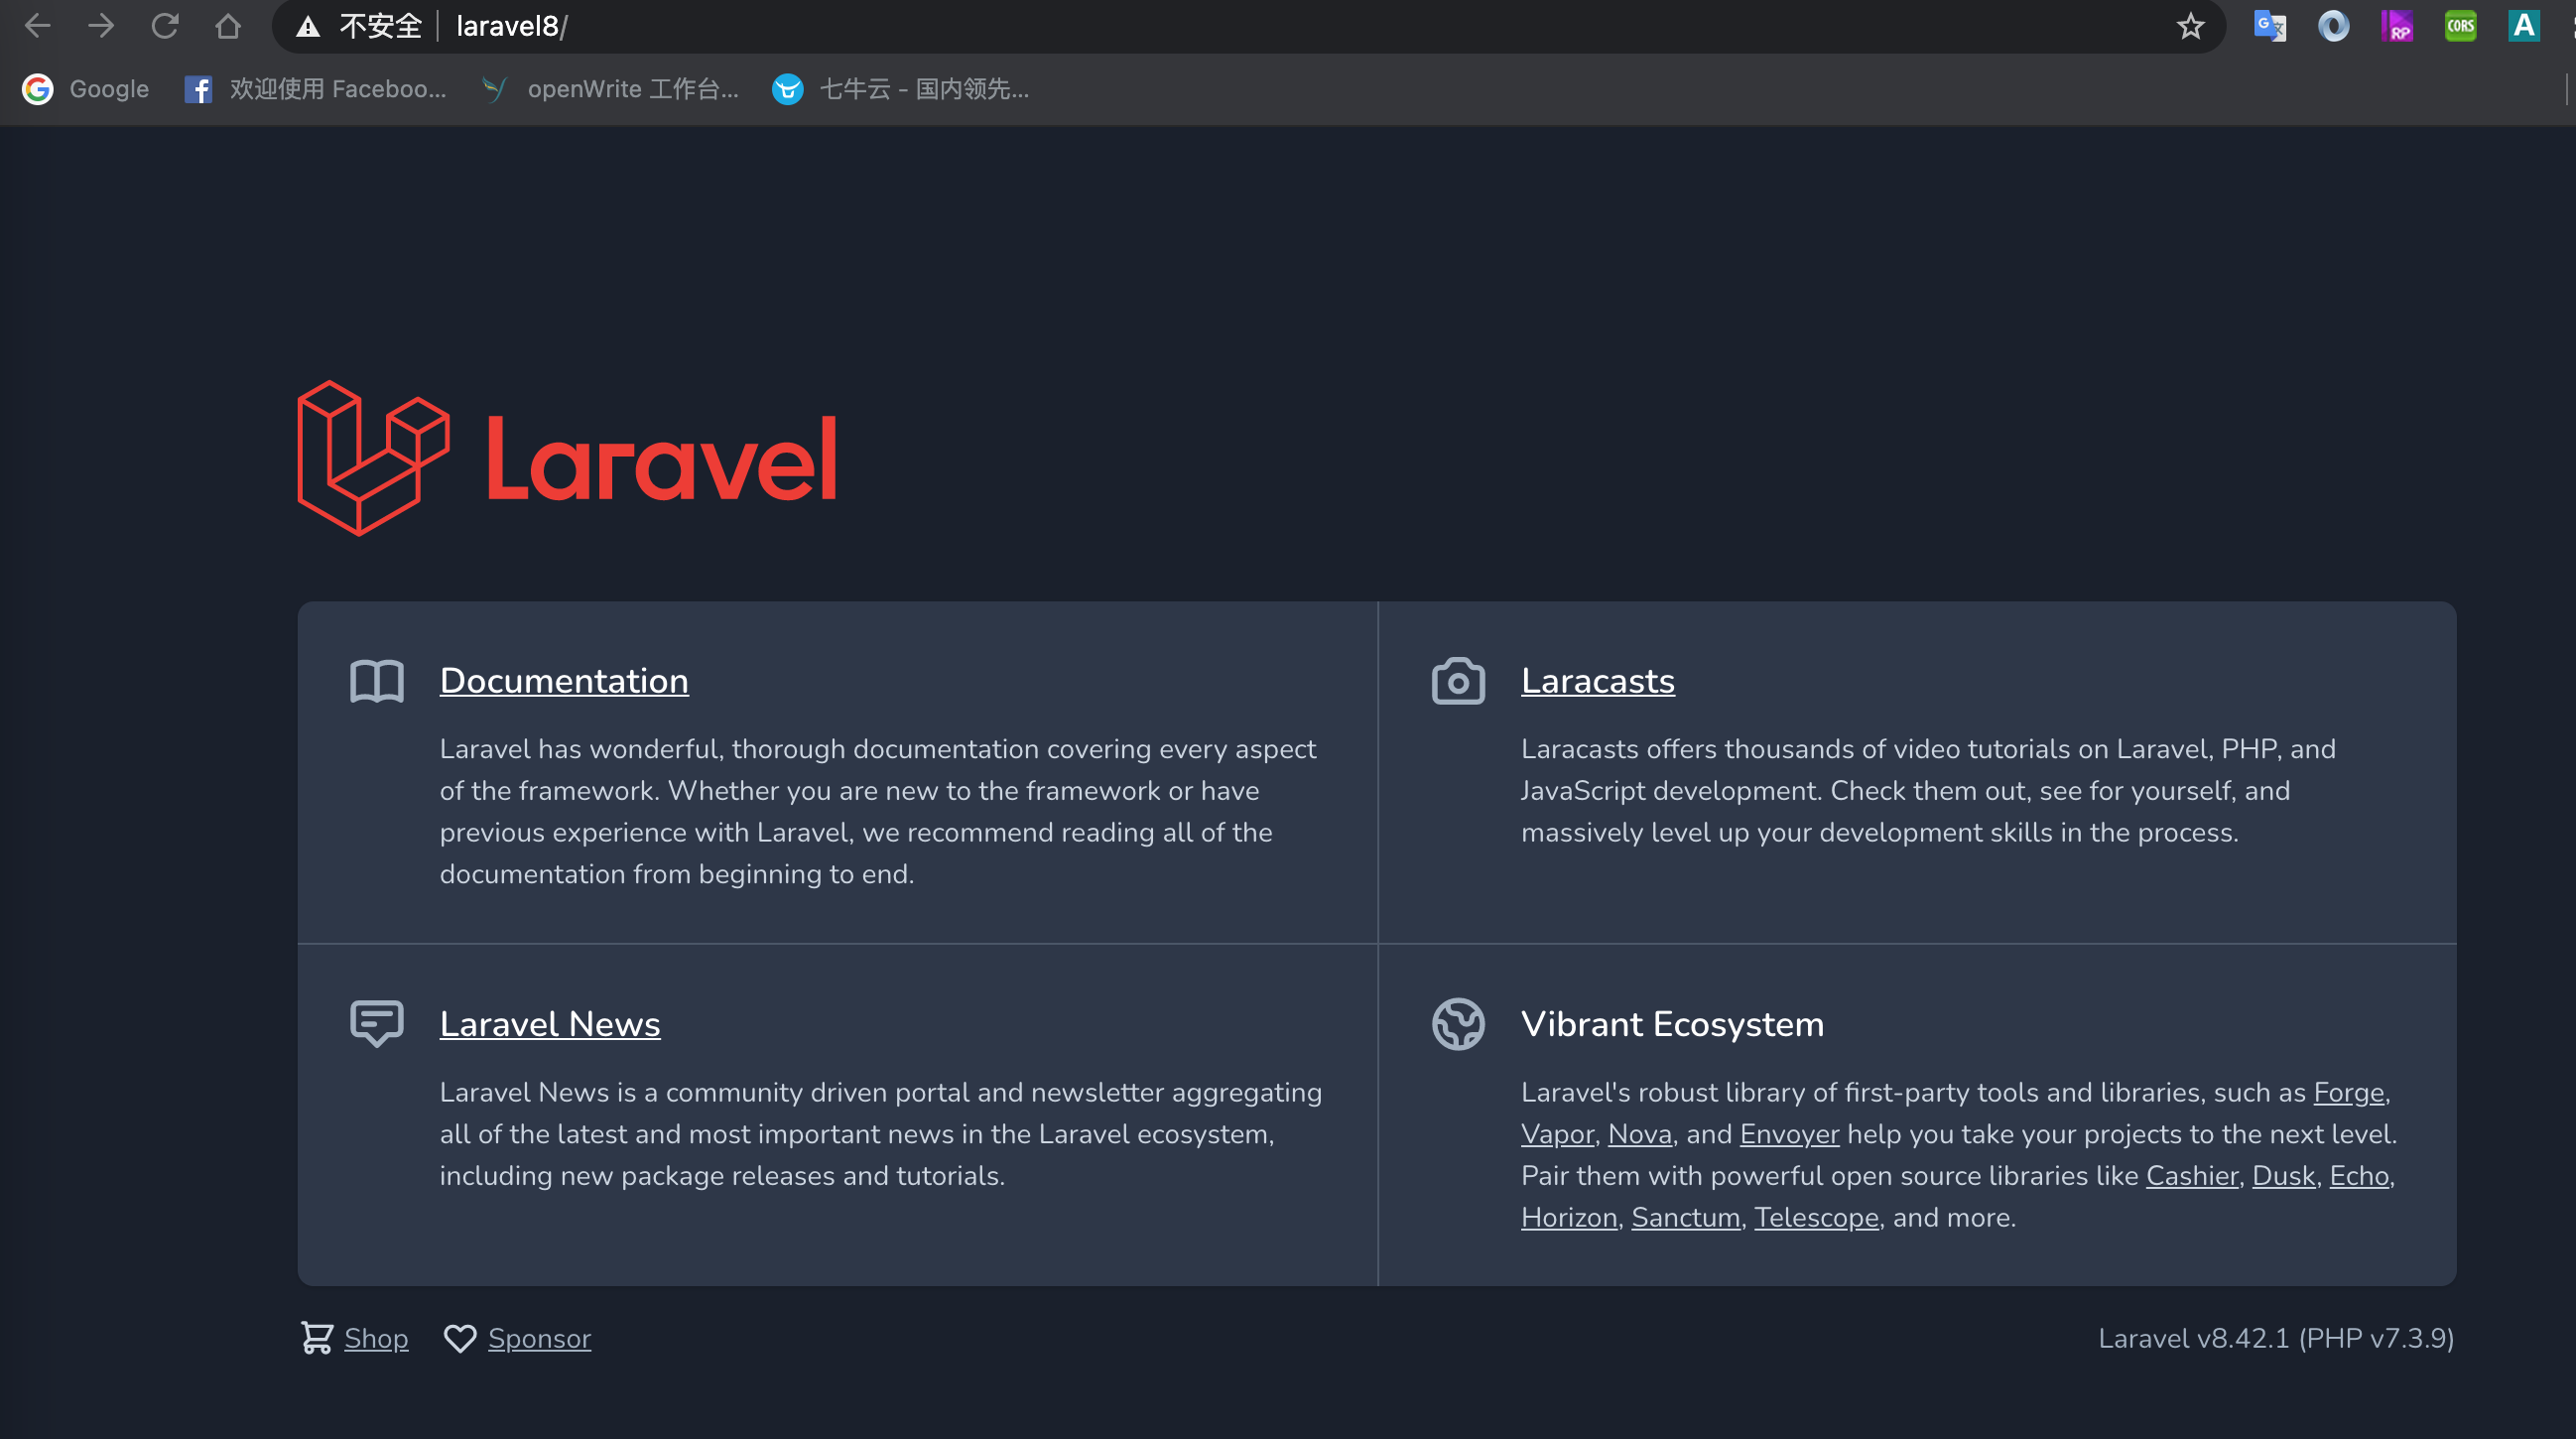 不安全 laravel8/
Google 欢迎使用 Faceboo... openWrite 工作台... 七牛云 - 国内领先...
Laravel
Documentation
Laravel has wonderful, thorough documentation covering every aspect
of the framework. Whether you are new to the framework or have
previous experience with Laravel, we recommend reading all of the
documentation from beginning to end.
Laracasts
Laracasts offers thousands of video tutorials on Laravel, PHP, and
JavaScript development. Check them out, see for yourself, and
massively level up your development skills in the process.
Laravel News
Laravel News is a community driven portal and newsletter aggregating
all of the latest and most important news in the Laravel ecosystem,
including new package releases and tutorials.
Vibrant Ecosystem
Laravel's robust library of first-party tools and libraries, such as Forge,
Vapor, Nova, and Envoyer help you take your projects to the next level.
Pair them with powerful open source libraries like Cashier, Dusk, Echo,
Horizon, Sanctum, Telescope, and more.
Shop Sponsor
Laravel v8.42.1 (PHP v7.3.9)